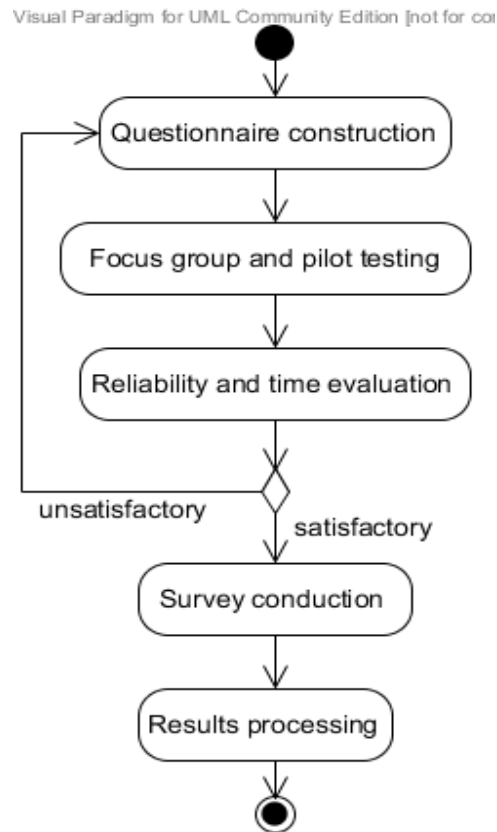 Visual Paradigm for UML Community Edition [not for cor
Questionnaire construction
Focus group and pilot testing
Reliability and time evaluation
unsatisfactory
satisfactory
Survey conduction
Results processing